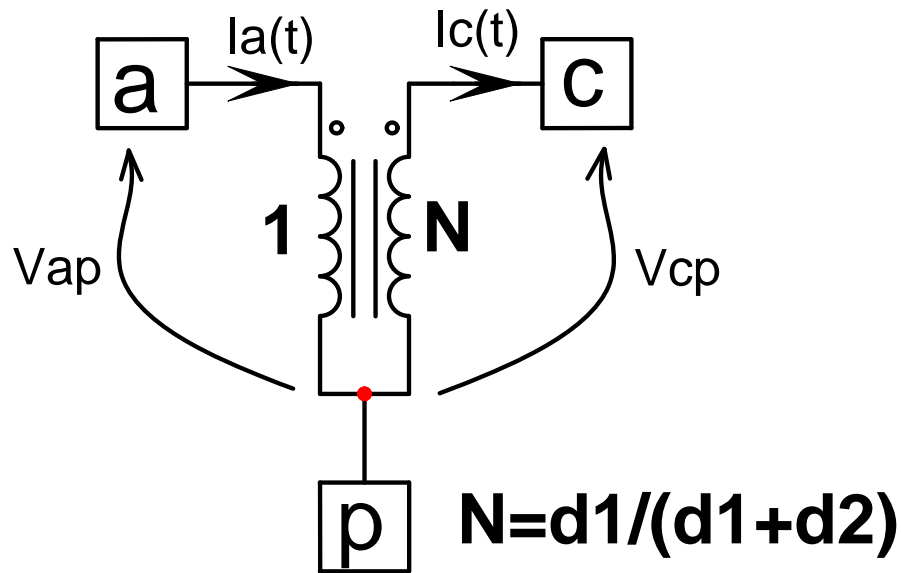 Ia(t) Ic(t)
a c
1 N
Vap Vcp
p N=d1/(d1+d2)